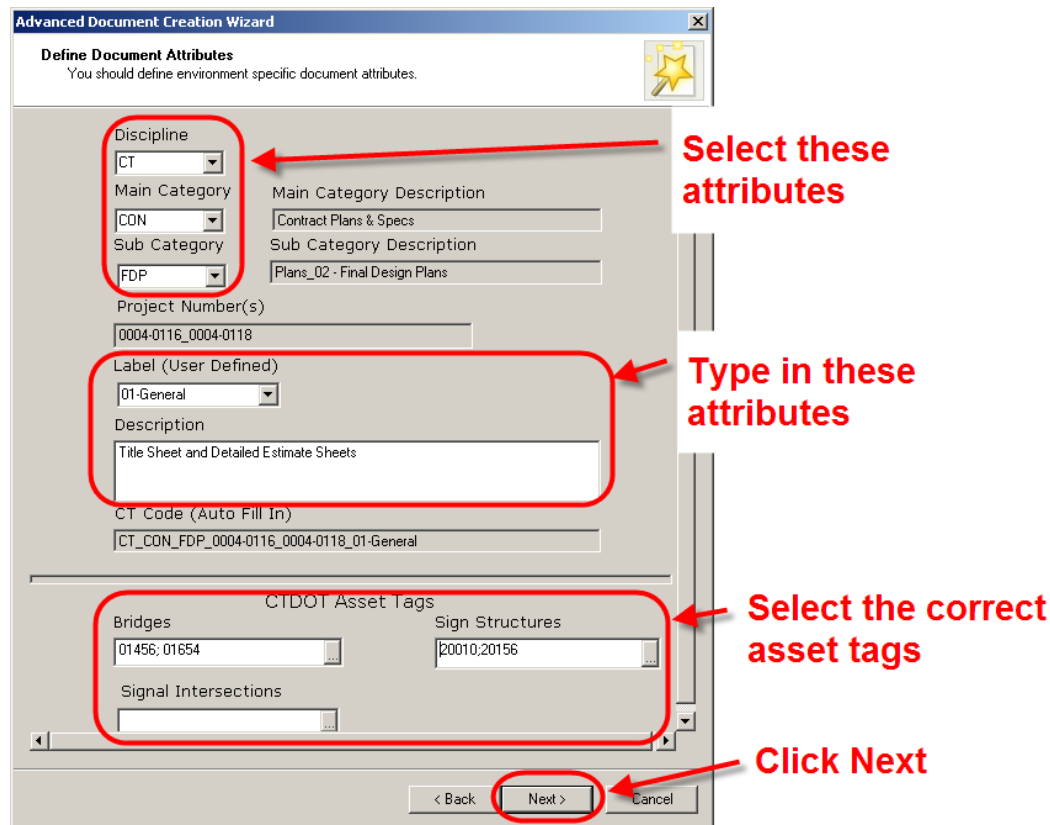 Advanced Document Creation Wizard
Define Document Attributes
You should define environment specific document attributes.
Discipline
CT
Select these
attributes
Main Category
Main Category Description
CON
Contract Plans & Specs
Sub Category
Sub Category Description
FDP
Plans_02 - Final Design Plans
Project Number(s)
0004-0116_0004-0118
Label (User Defined)
01-General
Type in these
attributes
Description
Title Sheet and Detailed Estimate Sheets
CT Code (Auto Fill In)
CT_CON_FDP_0004-0116_0004-0118_01-General
CTDOT Asset Tags
Bridges
Sign Structures
01456; 01654
...
20010;20156
...
Select the correct
asset tags
Signal Intersections
...
Click Next
< Back
Next >
Cancel